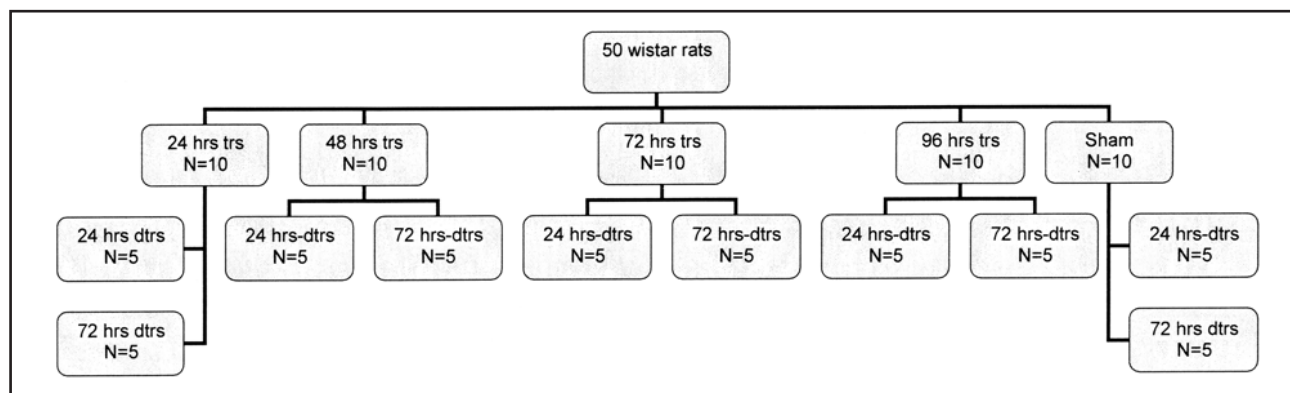 50 wistar rats
24 hrs trs
N=10
48 hrs trs
N=10
72 hrs trs
N=10
96 hrs trs
N=10
Sham
N=10
24 hrs dtrs
N=5
72 hrs dtrs
N=5
24 hrs-dtrs
N=5
72 hrs-dtrs
N=5
24 hrs-dtrs
N=5
72 hrs-dtrs
N=5
24 hrs-dtrs
N=5
72 hrs-dtrs
N=5
24 hrs-dtrs
N=5
72 hrs dtrs
N=5